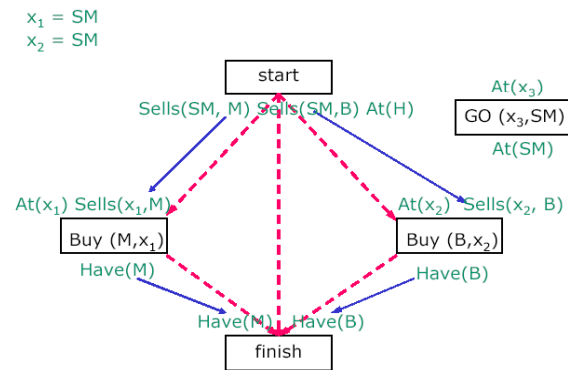 x₁ = SM
x₂ = SM
start
At(x₃)
Sells(SM, M) Sells(SM,B) At(H)
GO (x₃,SM)
At(SM)
At(x₁) Sells(x₁,M)
At(x₂) Sells(x₂, B)
Buy (M,x₁)
Buy (B,x₂)
Have(M)
Have(B)
Have(M) Have(B)
finish